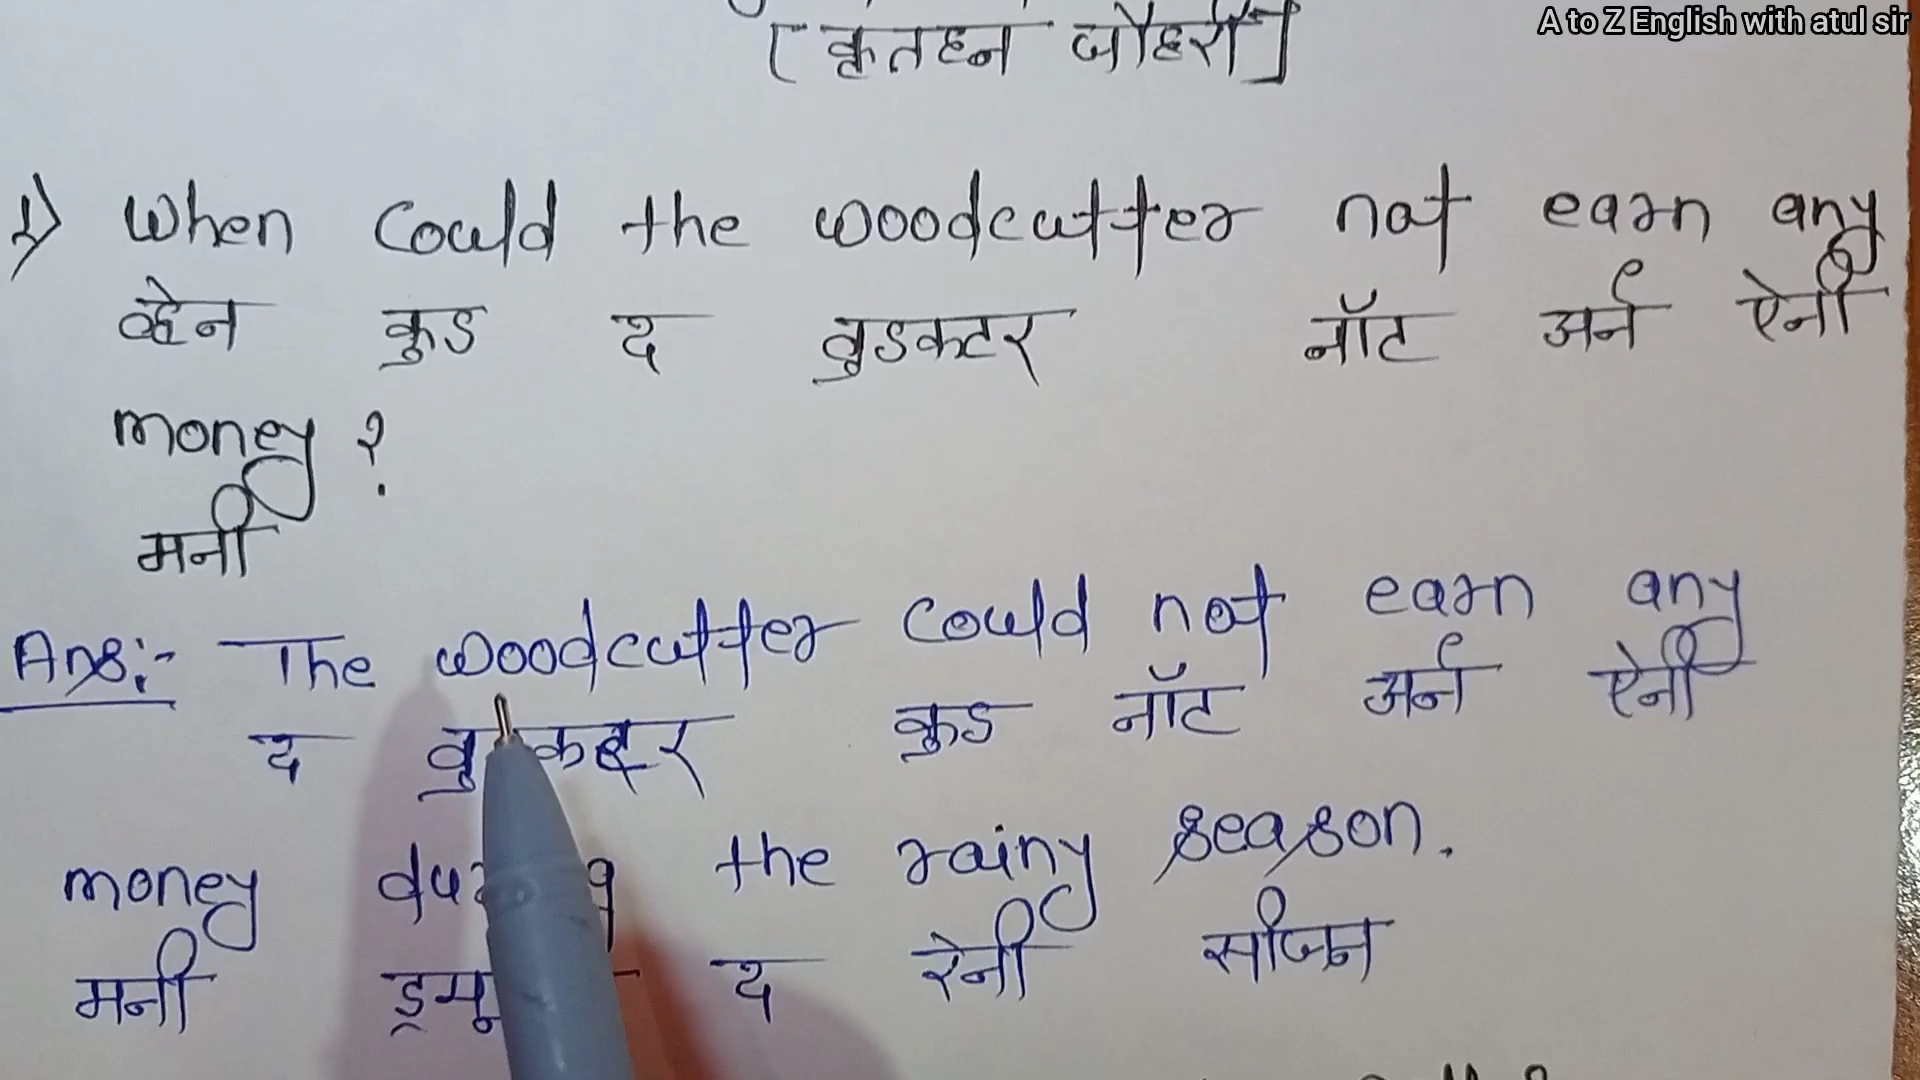 A to Z English with atul sir
[कृतघ्न जौहरी]
1) When could the woodcutter not earn any
व्हेन कुड द वुडकटर नॉट अर्न ऐनी
money?
मनी
Ans:- The woodcutter could not earn any
द कुड नॉट अर्न ऐनी
money the rainy season.
मनी द रेनी सीजन